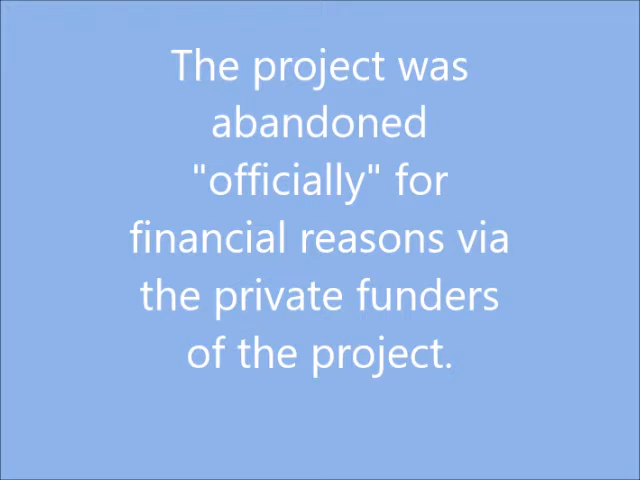 The project was
abandoned
"officially" for
financial reasons via
the private funders
of the project.